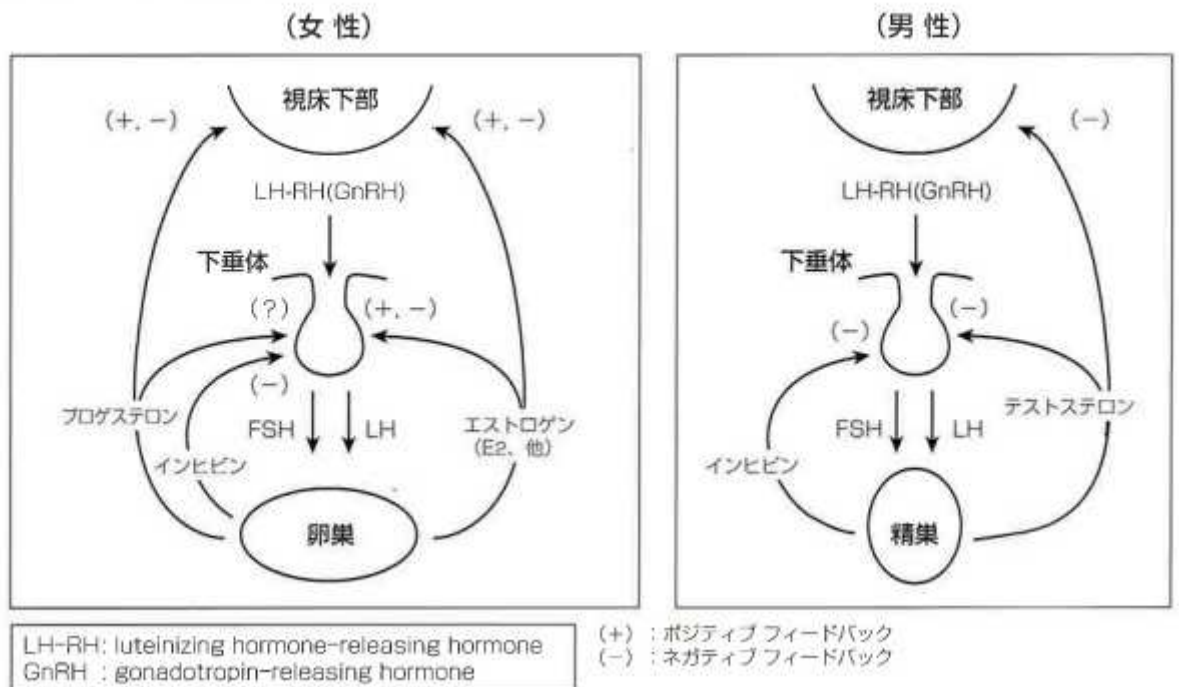 (女 性)
視床下部
(+, −)
(+, −)
LH-RH(GnRH)
下垂体
(?)
(+, −)
(−)
プロゲステロン
FSH
LH
エストロゲン
(E2、他)
インヒビン
卵巣
(男 性)
視床下部
(−)
LH-RH(GnRH)
下垂体
(−)
(−)
テストステロン
FSH
LH
インヒビン
精巣
LH-RH: luteinizing hormone-releasing hormone
GnRH : gonadotropin-releasing hormone
(+) : ポジティブ フィードバック
(−) : ネガティブ フィードバック